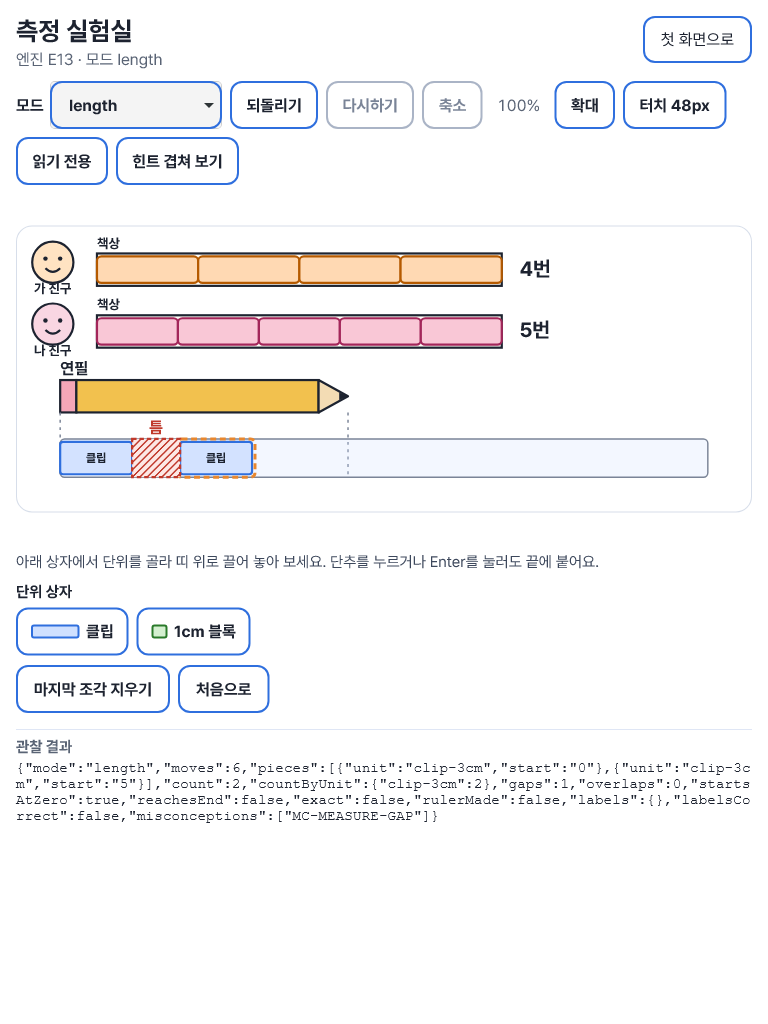 측정 실험실
엔진 E13 · 모드 length
첫 화면으로
모드 length 되돌리기 다시하기 축소 100% 확대 터치 48px
읽기 전용 힌트 겹쳐 보기
책상
가 친구
4번
책상
나 친구
5번
연필
틈
클립 클립
아래 상자에서 단위를 골라 띠 위로 끌어 놓아 보세요. 단추를 누르거나 Enter를 눌러도 끝에 붙어요.
단위 상자
클립 1cm 블록
마지막 조각 지우기 처음으로
관찰 결과
{"mode":"length","moves":6,"pieces":[{"unit":"clip-3cm","start":"0"},{"unit":"clip-3c
m","start":"5"}],"count":2,"countByUnit":{"clip-3cm":2},"gaps":1,"overlaps":0,"starts
AtZero":true,"reachesEnd":false,"exact":false,"rulerMade":false,"labels":{},"labelsCo
rrect":false,"misconceptions":["MC-MEASURE-GAP"]}